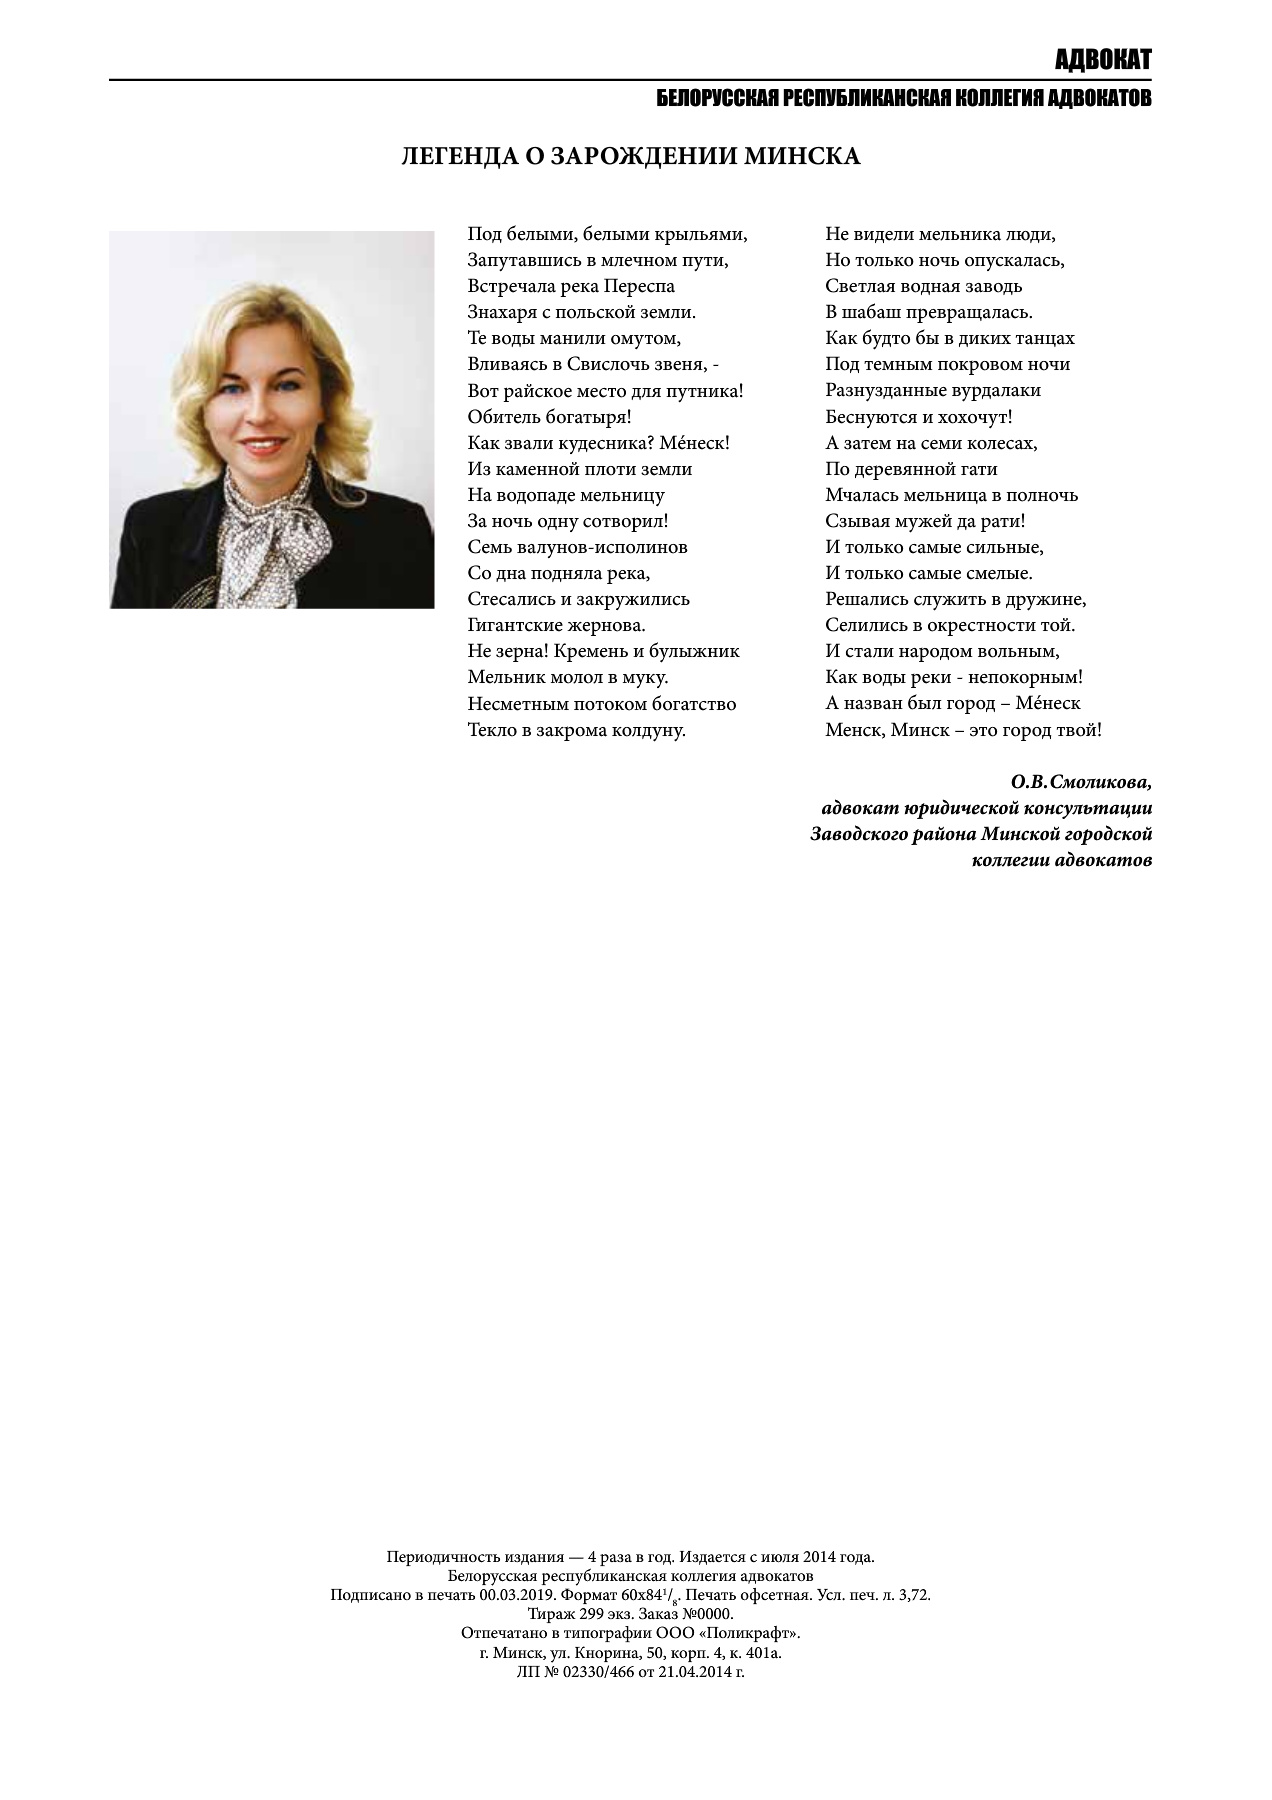 АДВОКАТ
БЕЛОРУССКАЯ РЕСПУБЛИКАНСКАЯ КОЛЛЕГИЯ АДВОКАТОВ
ЛЕГЕНДА О ЗАРОЖДЕНИИ МИНСКА
Под белыми, белыми крыльями,
Запутавшись в млечном пути,
Встречала река Переспа
Знахаря с польской земли.
Те воды манили омутом,
Вливаясь в Свислочь звеня, -
Вот райское место для путника!
Обитель богатыря!
Как звали кудесника? Ме́неск!
Из каменной плоти земли
На водопаде мельницу
За ночь одну сотворил!
Семь валунов-исполинов
Со дна подняла река,
Стесались и закружились
Гигантские жернова.
Не зерна! Кремень и булыжник
Мельник молол в муку.
Несметным потоком богатство
Текло в закрома колдуну.
Не видели мельника люди,
Но только ночь опускалась,
Светлая водная заводь
В шабаш превращалась.
Как будто бы в диких танцах
Под темным покровом ночи
Разнузданные вурдалаки
Беснуются и хохочут!
А затем на семи колесах,
По деревянной гати
Мчалась мельница в полночь
Сзывая мужей да рати!
И только самые сильные,
И только самые смелые.
Решались служить в дружине,
Селились в окрестности той.
И стали народом вольным,
Как воды реки - непокорным!
А назван был город – Ме́неск
Менск, Минск – это город твой!
О.В.Смоликова,
адвокат юридической консультации
Заводского района Минской городской
коллегии адвокатов
Периодичность издания — 4 раза в год. Издается с июля 2014 года.
Белорусская республиканская коллегия адвокатов
Подписано в печать 00.03.2019. Формат 60х84¹/₈. Печать офсетная. Усл. печ. л. 3,72.
Тираж 299 экз. Заказ №0000.
Отпечатано в типографии ООО «Поликрафт».
г. Минск, ул. Кнорина, 50, корп. 4, к. 401а.
ЛП № 02330/466 от 21.04.2014 г.